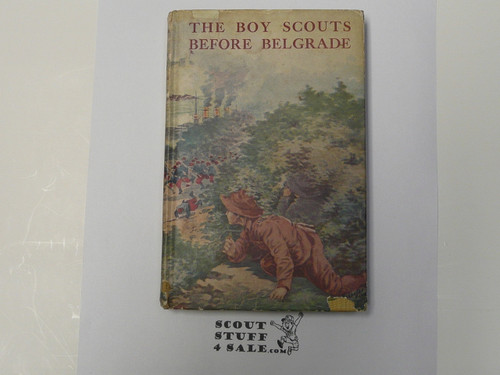 THE BOY SCOUTS
BEFORE BELGRADE
SCOUT
STUFF
4 SALE.com